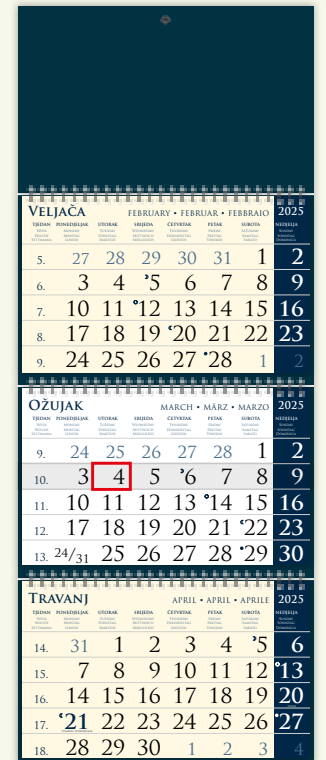 VELJAČA FEBRUARY • FEBRUAR • FEBBRAIO 2025
TJEDAN PONEDJELJAK UTORAK SRIJEDA ČETVRTAK PETAK SUBOTA NEDJELJA
5. 27 28 29 30 31 1 2
6. 3 4 5 6 7 8 9
7. 10 11 12 13 14 15 16
8. 17 18 19 20 21 22 23
9. 24 25 26 27 28 1 2
OŽUJAK MARCH • MÄRZ • MARZO 2025
TJEDAN PONEDJELJAK UTORAK SRIJEDA ČETVRTAK PETAK SUBOTA NEDJELJA
9. 24 25 26 27 28 1 2
10. 3 4 5 6 7 8 9
11. 10 11 12 13 14 15 16
12. 17 18 19 20 21 22 23
13. 24/31 25 26 27 28 29 30
TRAVANJ APRIL • APRIL • APRILE 2025
TJEDAN PONEDJELJAK UTORAK SRIJEDA ČETVRTAK PETAK SUBOTA NEDJELJA
14. 31 1 2 3 4 5 6
15. 7 8 9 10 11 12 13
16. 14 15 16 17 18 19 20
17. 21 22 23 24 25 26 27
18. 28 29 30 1 2 3 4